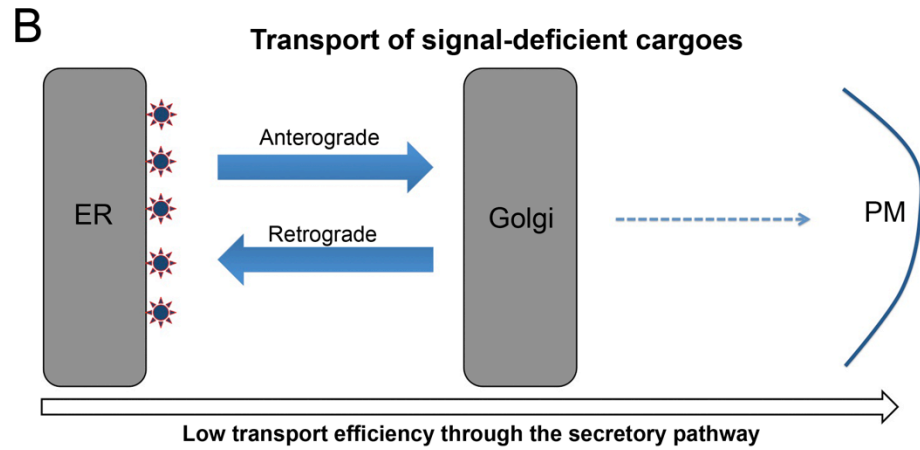 B
Transport of signal-deficient cargoes
Anterograde
ER
Golgi
PM
Retrograde
Low transport efficiency through the secretory pathway